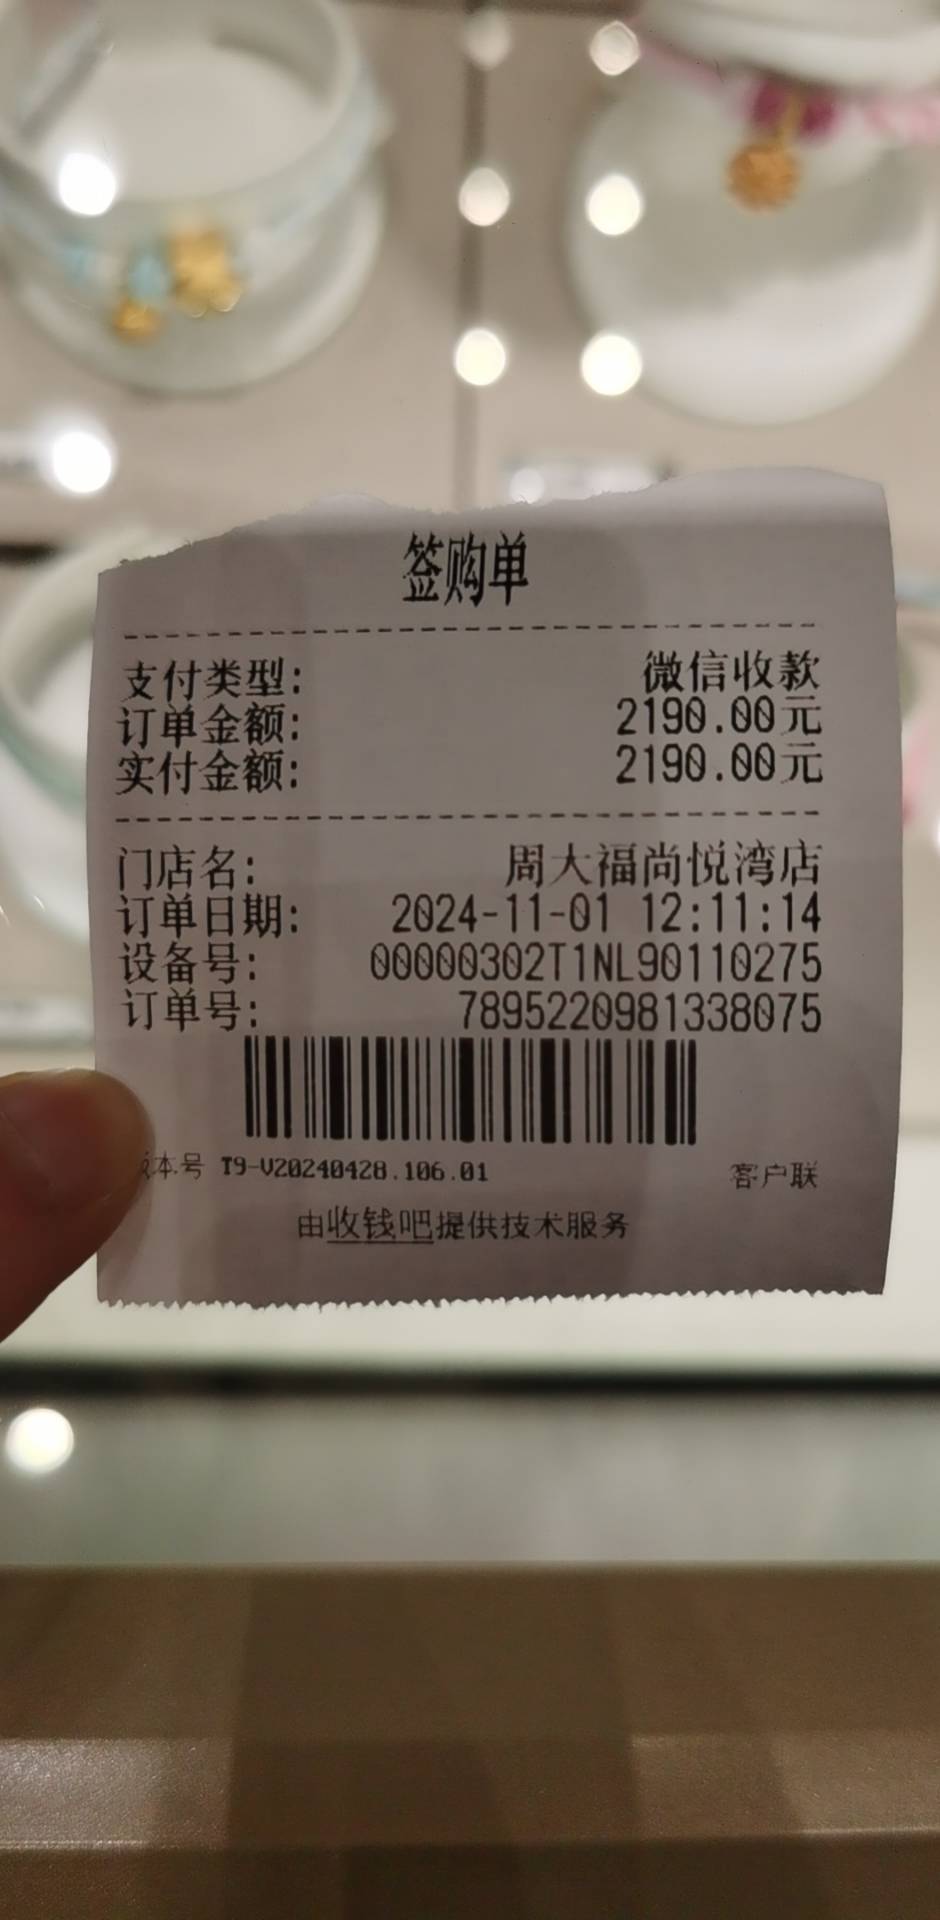 签购单
支付类型: 微信收款
订单金额: 2190.00元
实付金额: 2190.00元
门店名: 周大福尚悦湾店
订单日期: 2024-11-01 12:11:14
设备号: 00000302T1NL90110275
订单号: 7895220981338075
本号 T9-V20240428.106.01 客户联
由收钱吧提供技术服务